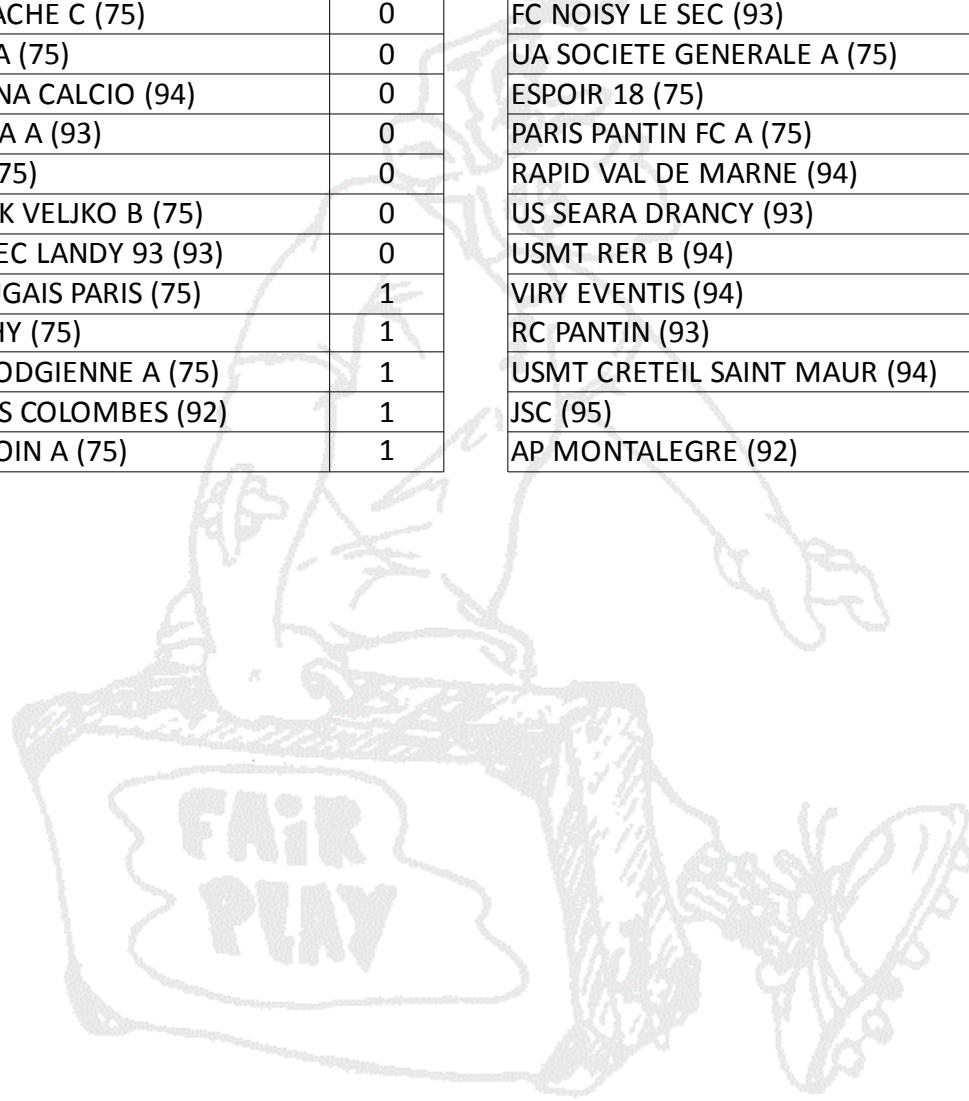 ACHE C (75) 0 FC NOISY LE SEC (93)
A (75) 0 UA SOCIETE GENERALE A (75)
NA CALCIO (94) 0 ESPOIR 18 (75)
A A (93) 0 PARIS PANTIN FC A (75)
75) 0 RAPID VAL DE MARNE (94)
K VELJKO B (75) 0 US SEARA DRANCY (93)
EC LANDY 93 (93) 0 USMT RER B (94)
UGAIS PARIS (75) 1 VIRY EVENTIS (94)
HY (75) 1 RC PANTIN (93)
ODGIENNE A (75) 1 USMT CRETEIL SAINT MAUR (94)
S COLOMBES (92) 1 JSC (95)
OIN A (75) 1 AP MONTALEGRE (92)
FAiR
PLAY